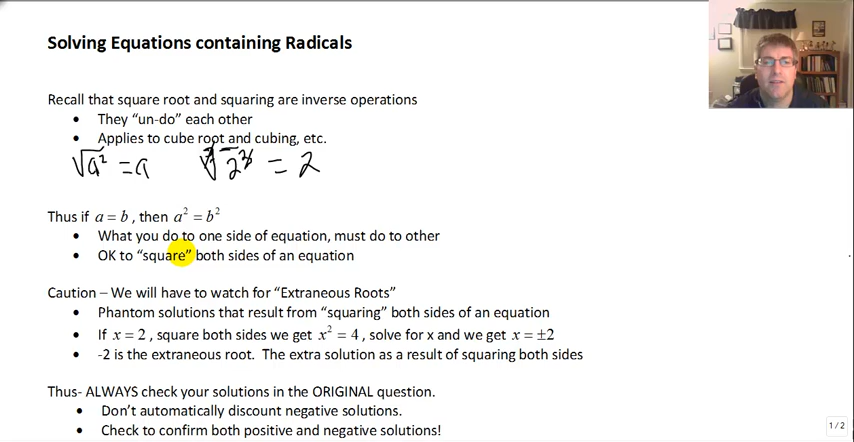 Solving Equations containing Radicals
Recall that square root and squaring are inverse operations
• They “un-do” each other
• Applies to cube root and cubing, etc.
√a² = a ∛2³ = 2
Thus if a = b , then a² = b²
• What you do to one side of equation, must do to other
• OK to “square” both sides of an equation
Caution – We will have to watch for “Extraneous Roots”
• Phantom solutions that result from “squaring” both sides of an equation
• If x = 2 , square both sides we get x² = 4 , solve for x and we get x = ±2
• -2 is the extraneous root. The extra solution as a result of squaring both sides
Thus- ALWAYS check your solutions in the ORIGINAL question.
• Don’t automatically discount negative solutions.
• Check to confirm both positive and negative solutions!
1 / 2